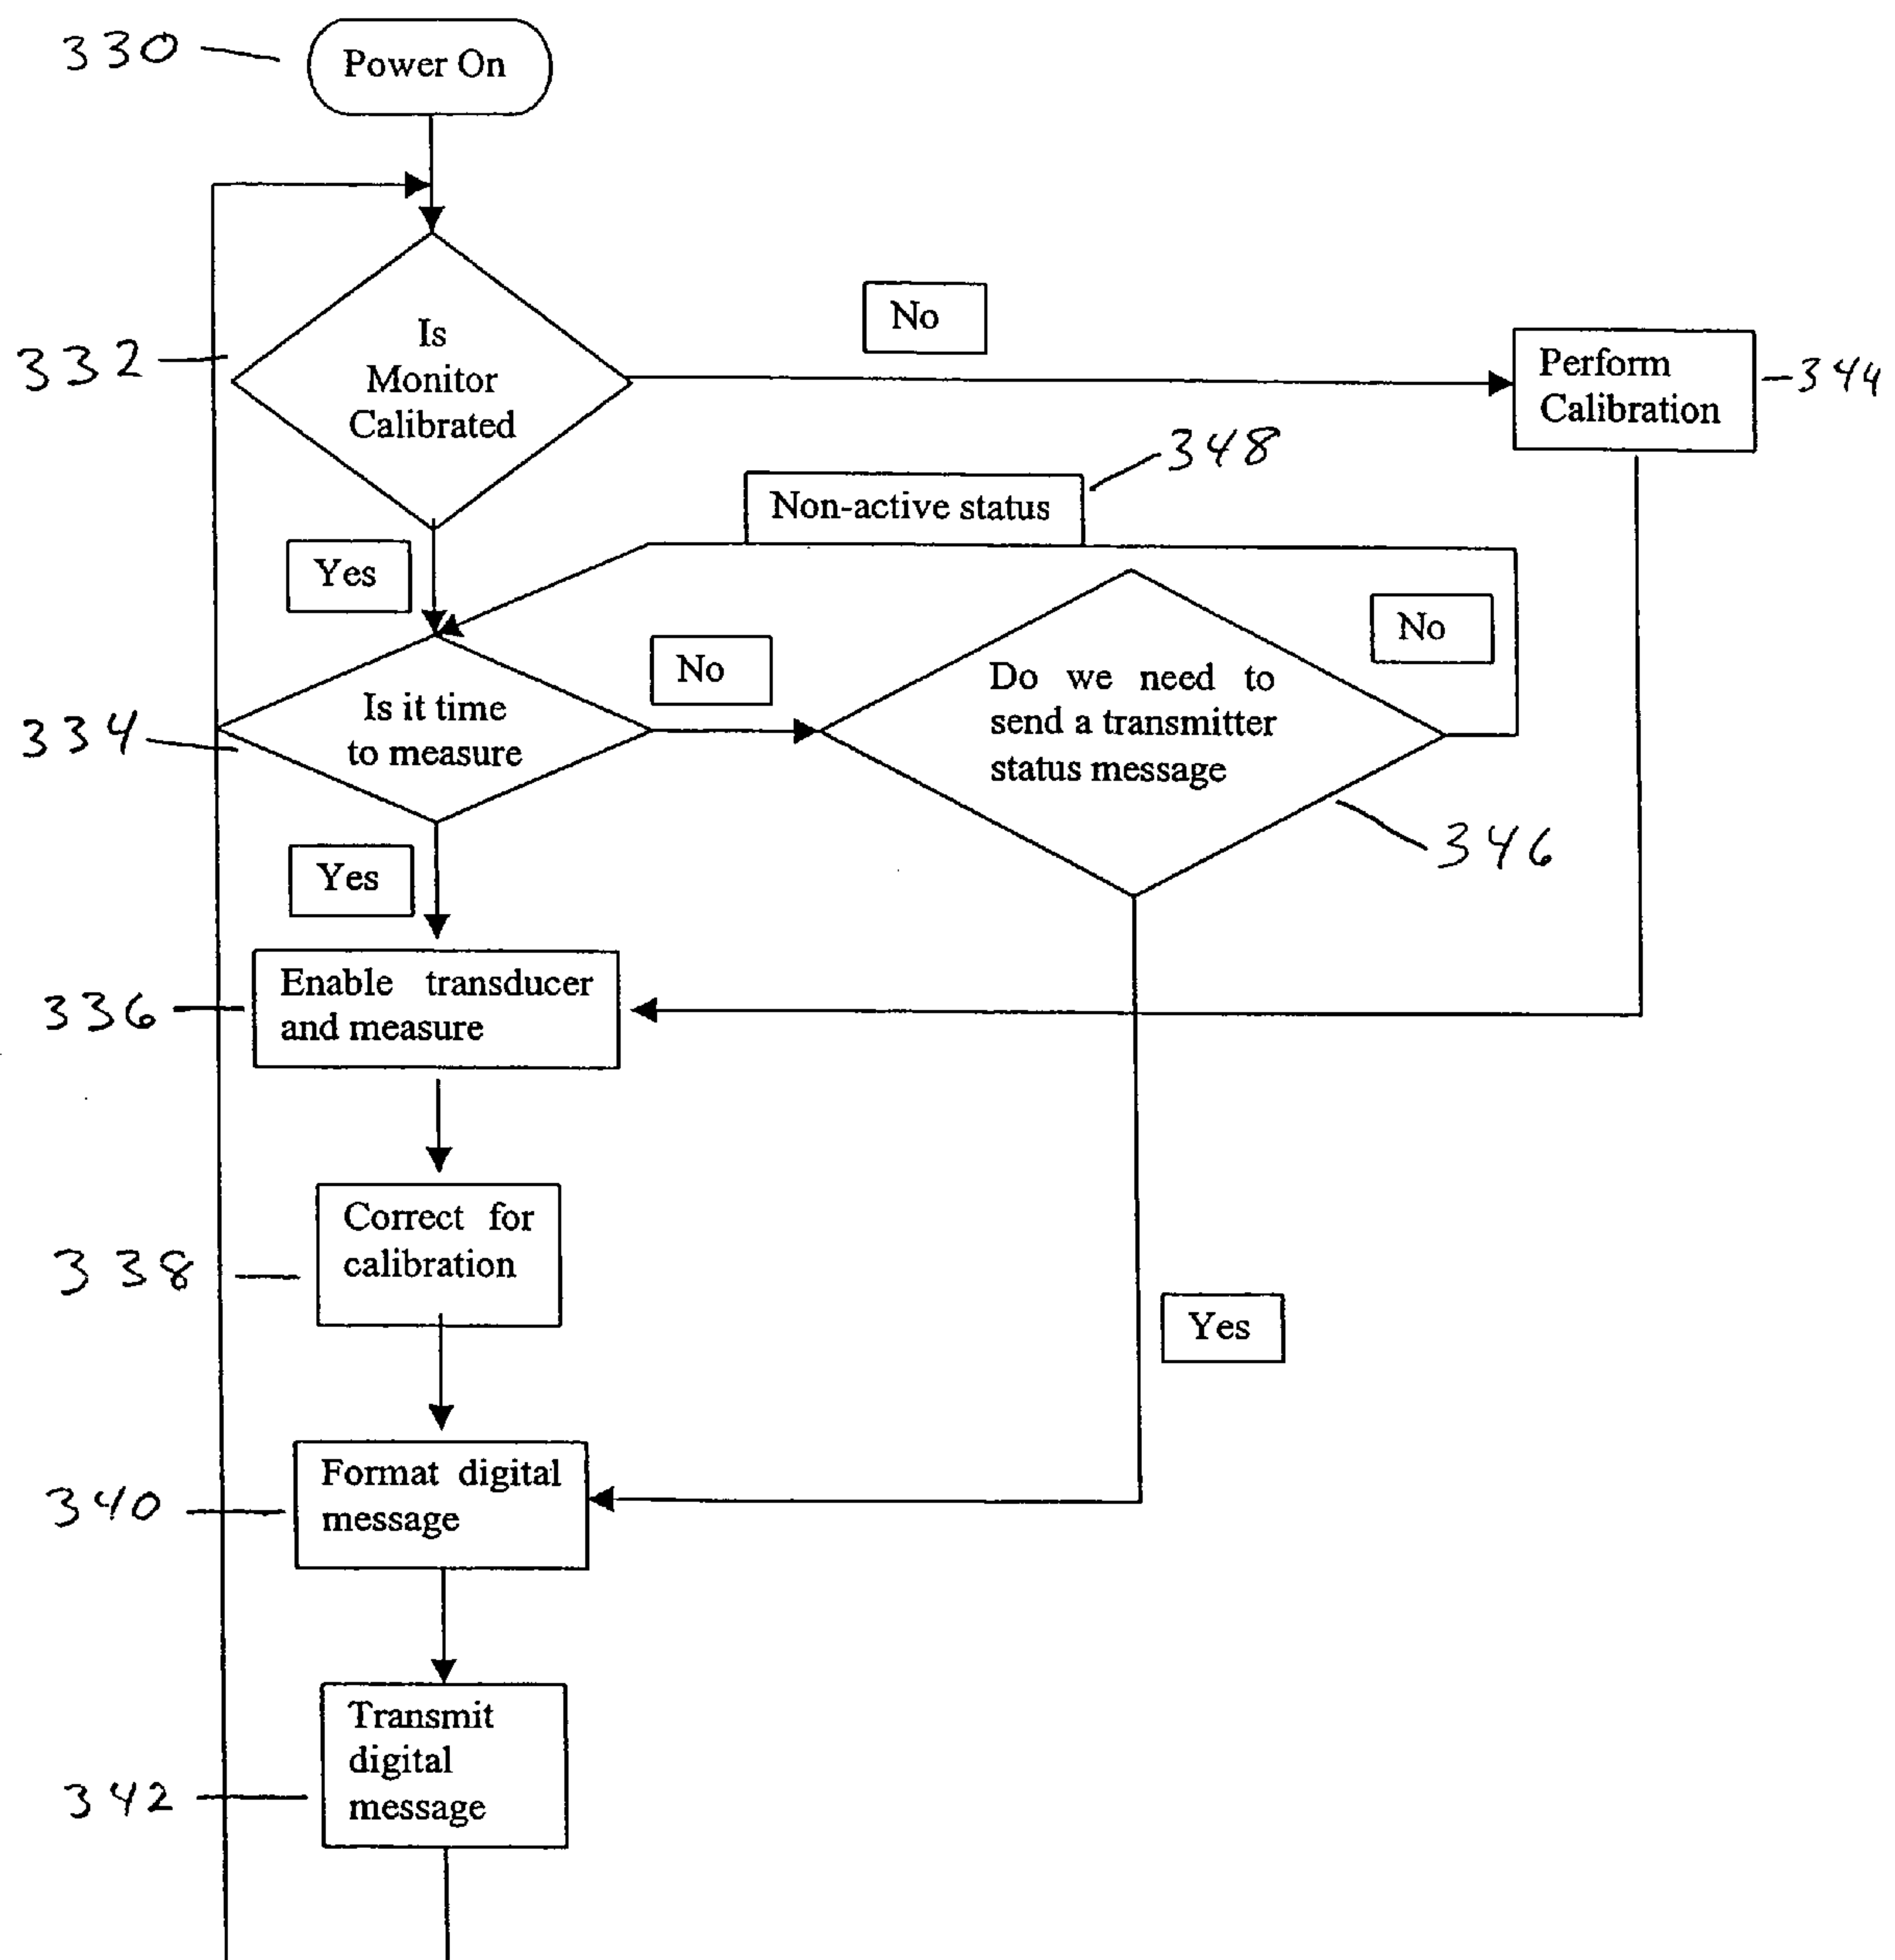 330
Power On
No
Is
Monitor
Calibrated
332
Perform
Calibration
344
348
Non-active status
Yes
No
No
Do we need to
send a transmitter
status message
Is it time
to measure
334
346
Yes
Enable transducer
and measure
336
Correct for
calibration
338
Yes
Format digital
message
340
Transmit
digital
message
342